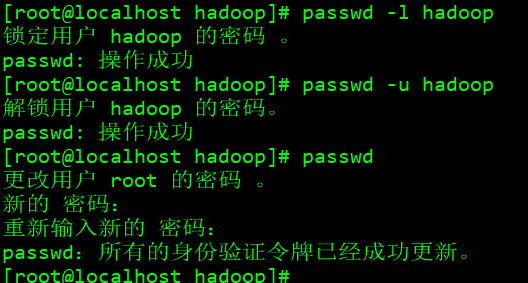 [root@localhost hadoop]# passwd -l hadoop
锁定用户 hadoop 的密码 。
passwd: 操作成功
[root@localhost hadoop]# passwd -u hadoop
解锁用户 hadoop 的密码。
passwd: 操作成功
[root@localhost hadoop]# passwd
更改用户 root 的密码 。
新的 密码：
重新输入新的 密码：
passwd：所有的身份验证令牌已经成功更新。
[root@localhost hadoop]#